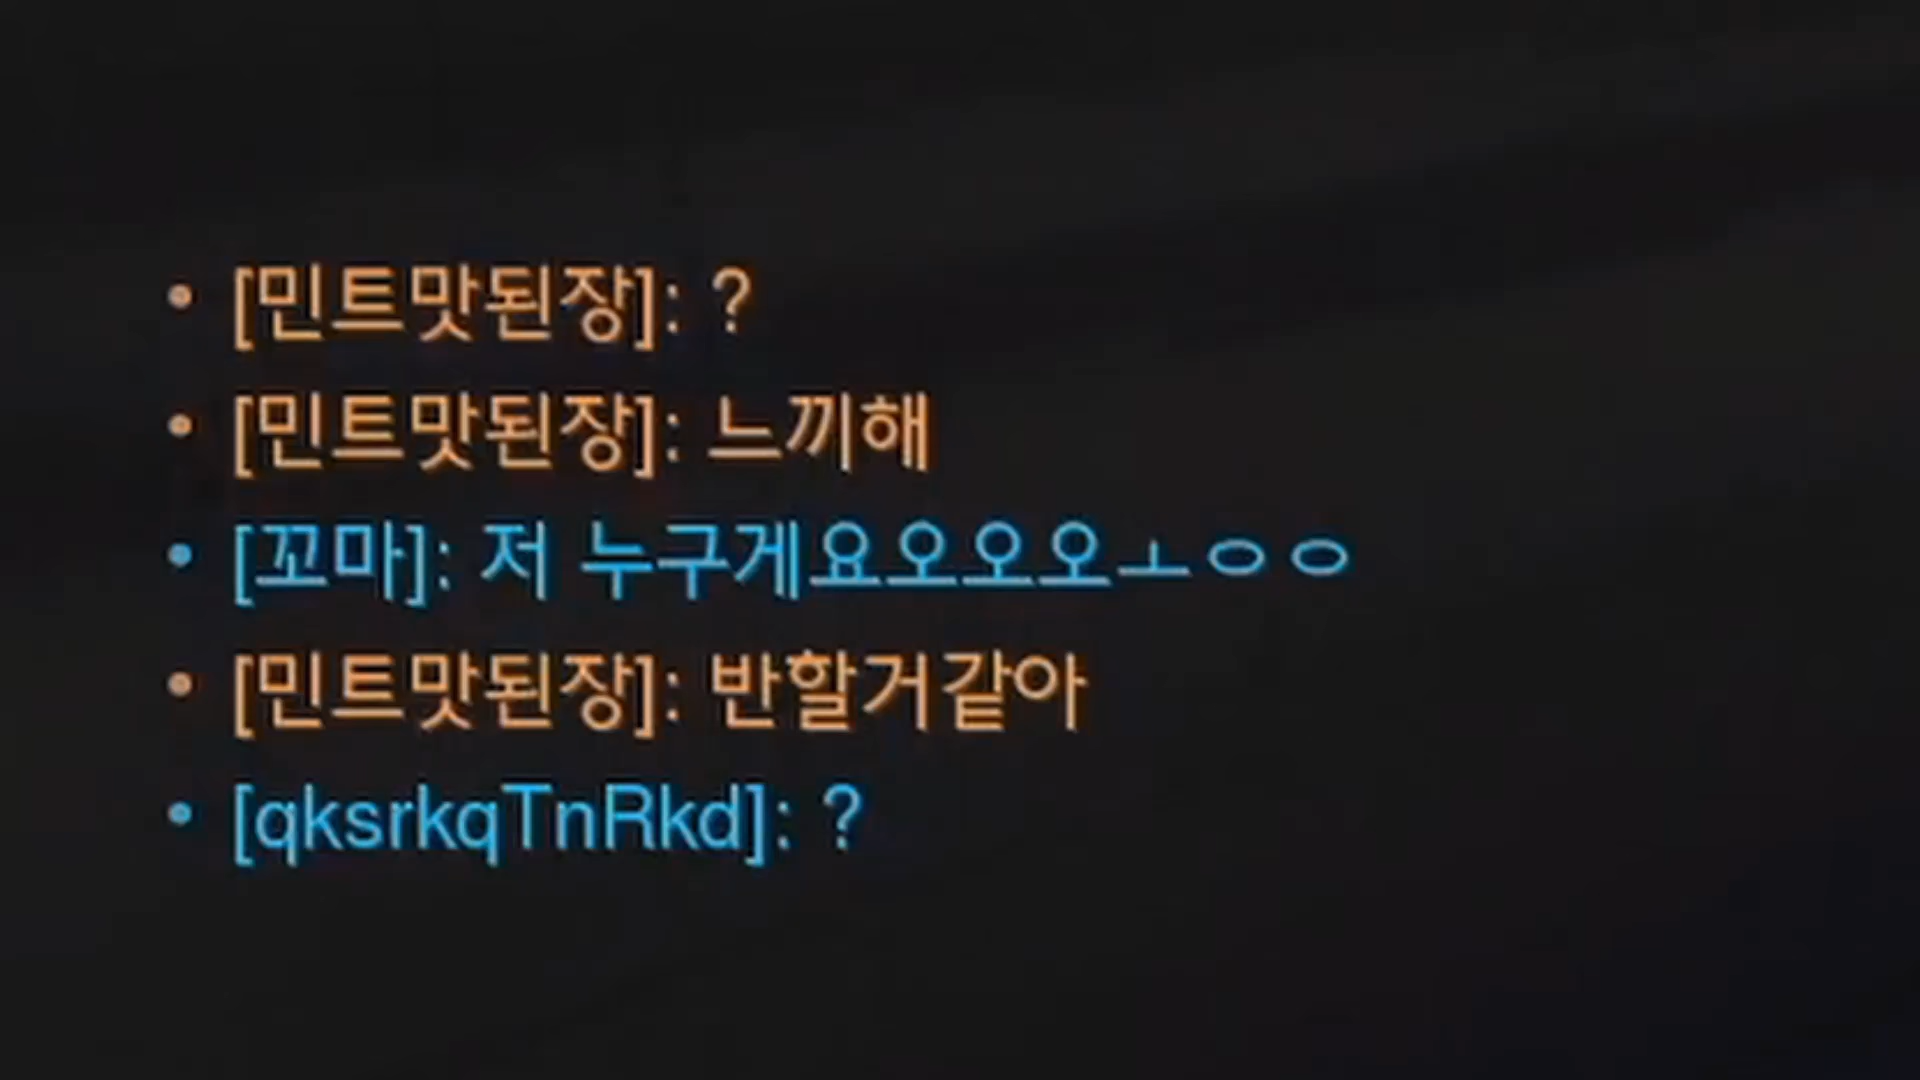 • [민트맛된장]: ?
• [민트맛된장]: 느끼해
• [꼬마]: 저 누구게요오오오ㅗㅇㅇ
• [민트맛된장]: 반할거같아
• [qksrkqTnRkd]: ?